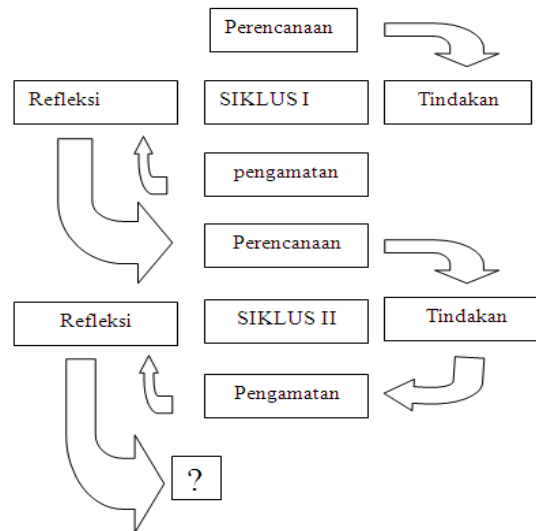 Perencanaan
Refleksi
SIKLUS I
Tindakan
pengamatan
Perencanaan
Refleksi
SIKLUS II
Tindakan
Pengamatan
?